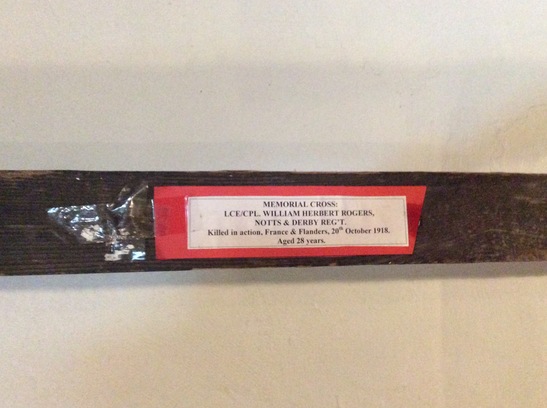 MEMORIAL CROSS:
LCE/CPL. WILLIAM HERBERT ROGERS,
NOTTS & DERBY REG'T.
Killed in action, France & Flanders, 20th October 1918.
Aged 28 years.